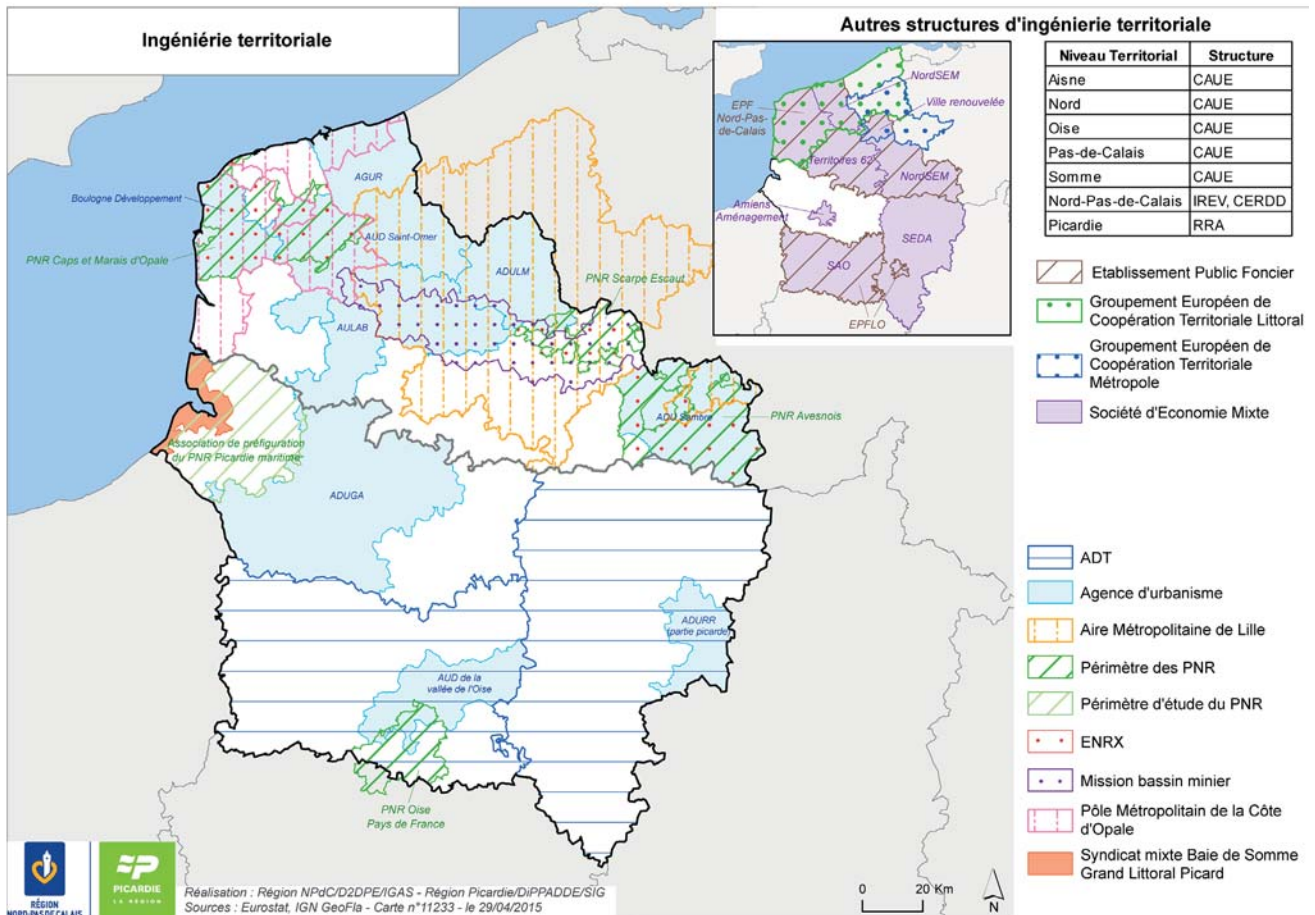 Ingéniérie territoriale
Autres structures d'ingénierie territoriale
NordSEM
Ville renouvelée
EPF
Nord-Pas-
de-Calais
Territoires 62
NordSEM
Amiens
Aménagement
SEDA
SAO
EPFLO
Niveau Territorial Structure
Aisne CAUE
Nord CAUE
Oise CAUE
Pas-de-Calais CAUE
Somme CAUE
Nord-Pas-de-Calais IREV, CERDD
Picardie RRA
Etablissement Public Foncier
Groupement Européen de
Coopération Territoriale Littoral
Groupement Européen de
Coopération Territoriale
Métropole
Société d'Economie Mixte
AGUR
Boulogne Développement
AUD Saint-Omer
PNR Caps et Marais d'Opale
ADULM
PNR Scarpe Escaut
AULAB
ADU Sambre
PNR Avesnois
Association de préfiguration
du PNR Picardie maritime
ADUGA
ADURR
(partie picarde)
AUD de la
vallée de l'Oise
PNR Oise
Pays de France
ADT
Agence d'urbanisme
Aire Métropolitaine de Lille
Périmètre des PNR
Périmètre d'étude du PNR
ENRX
Mission bassin minier
Pôle Métropolitain de la Côte
d'Opale
Syndicat mixte Baie de Somme
Grand Littoral Picard
RÉGION
NORD-PAS DE CALAIS
PICARDIE
LA RÉGION
Réalisation : Région NPdC/D2DPE/IGAS - Région Picardie/DiPPADDE/SIG
Sources : Eurostat, IGN GeoFla - Carte n°11233 - le 29/04/2015
0 20 Km
N